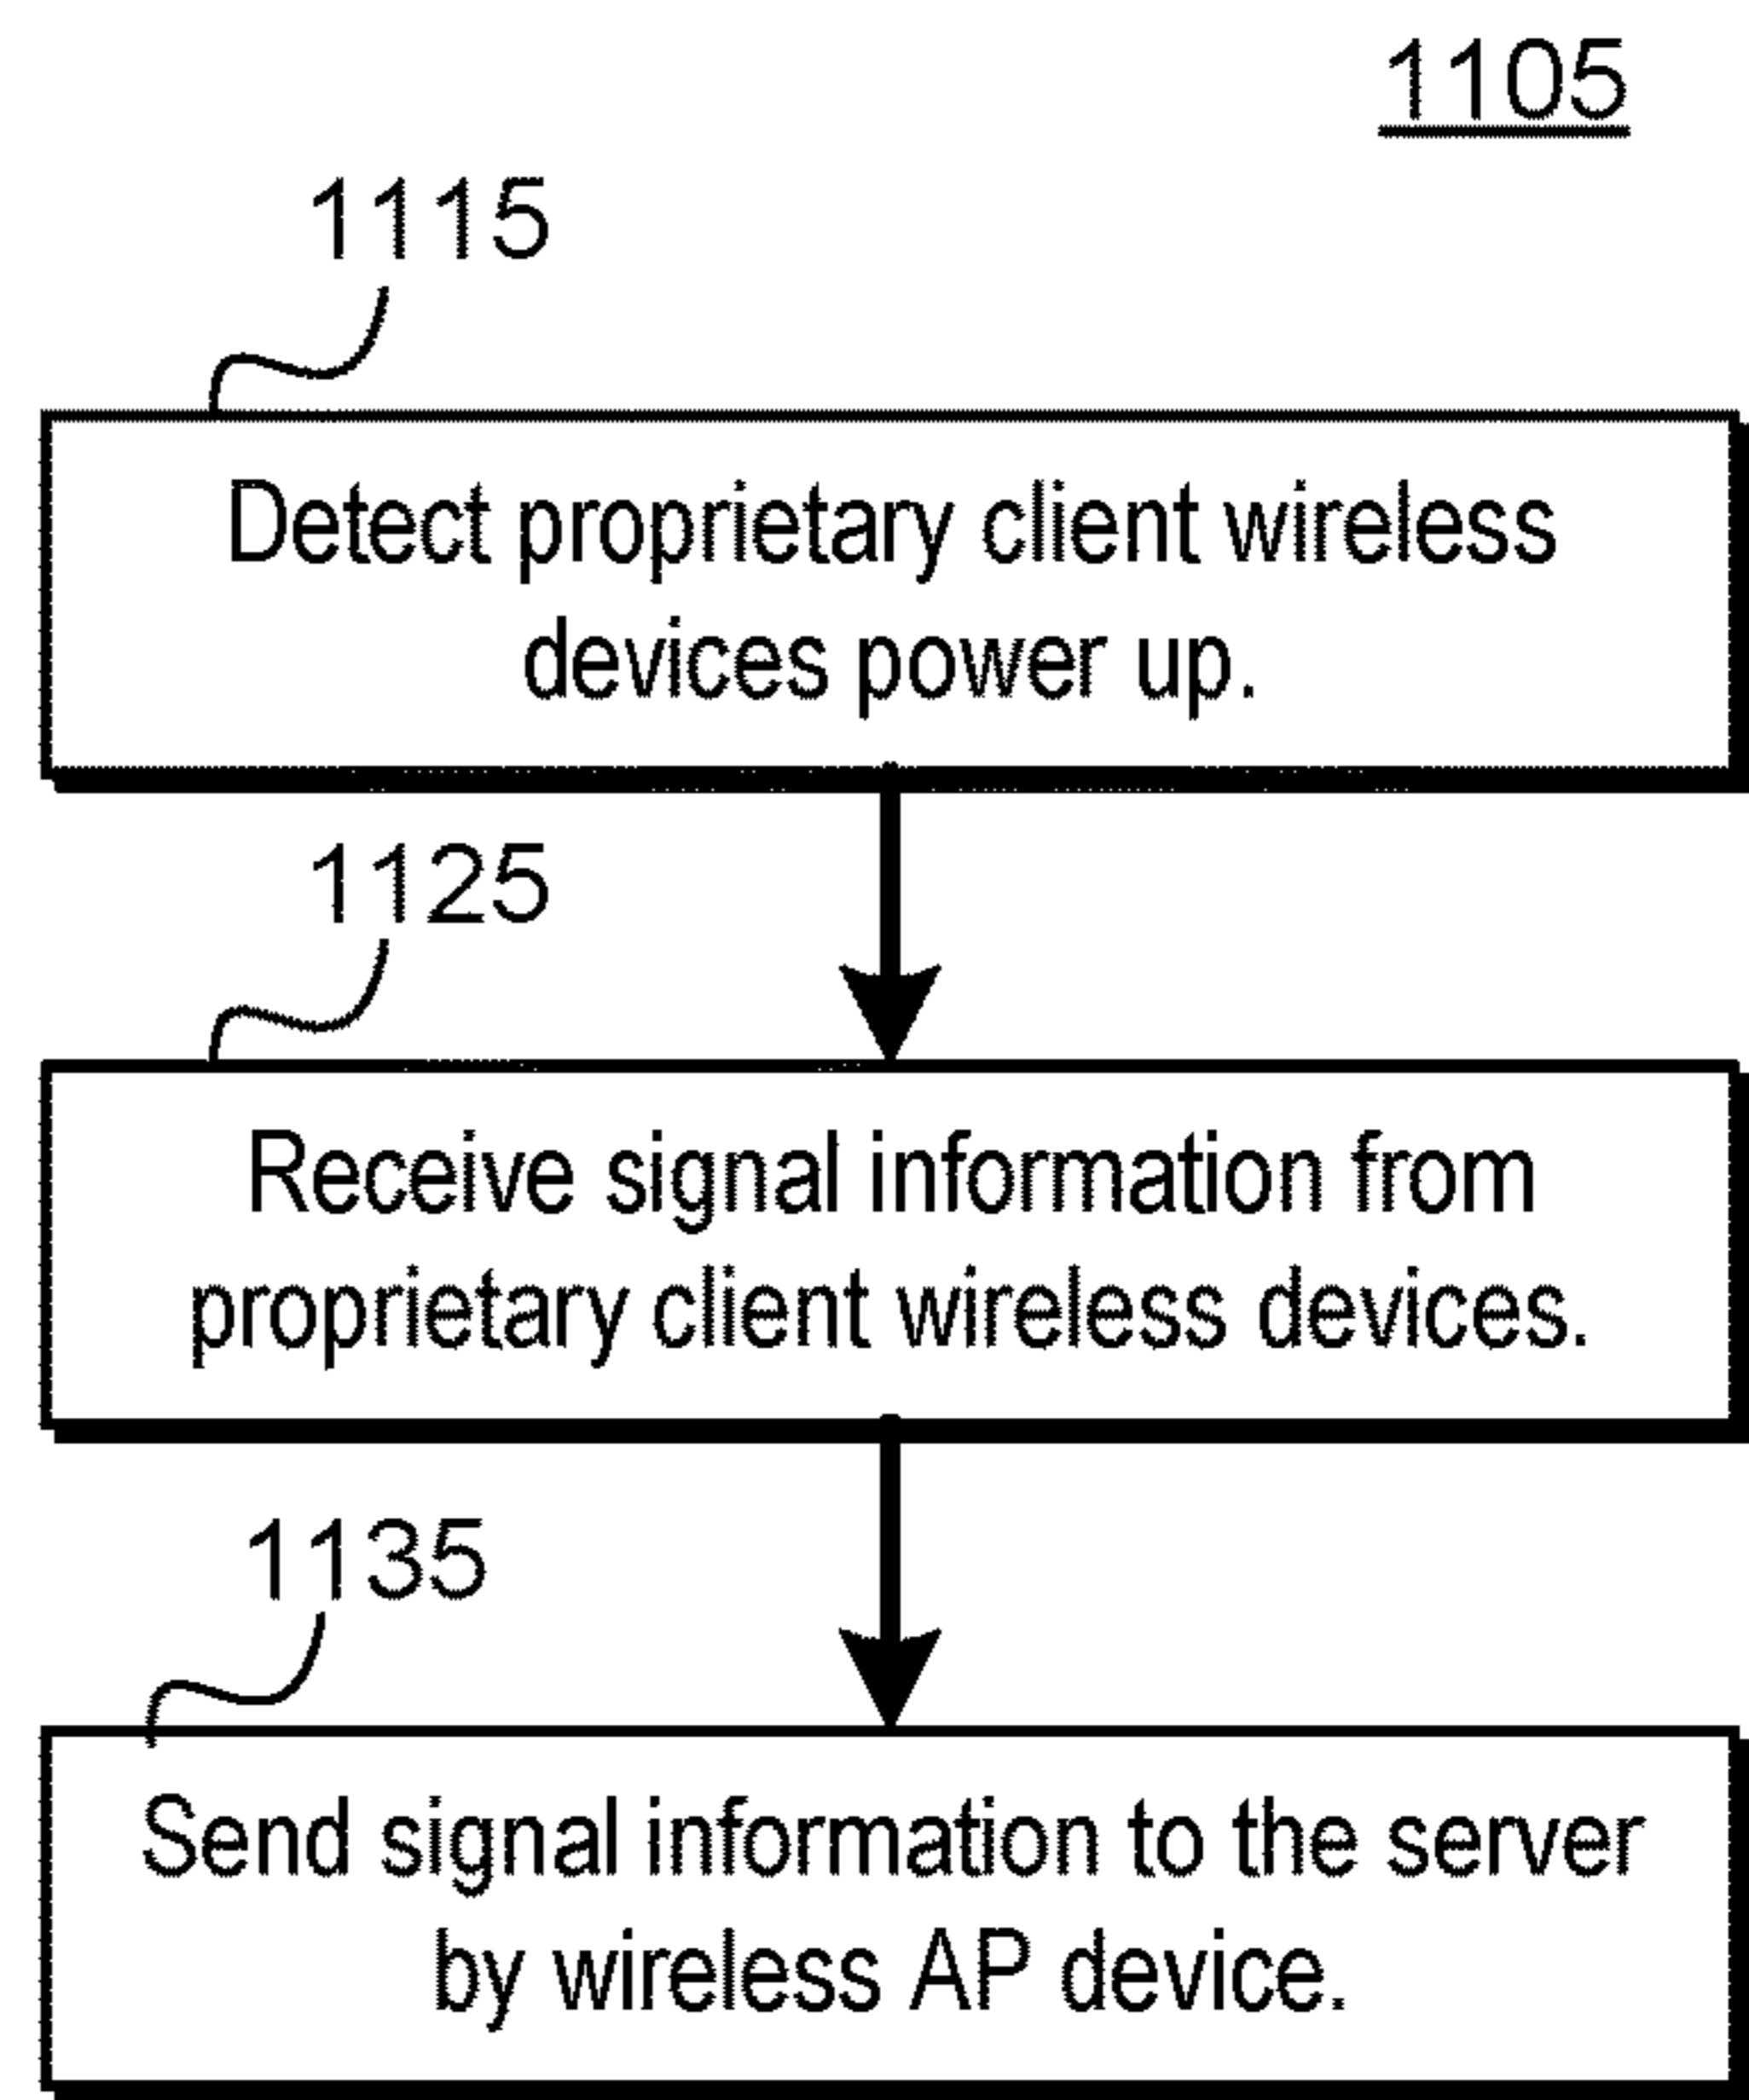 1105
1115
Detect proprietary client wireless
devices power up.
1125
Receive signal information from
proprietary client wireless devices.
1135
Send signal information to the server
by wireless AP device.